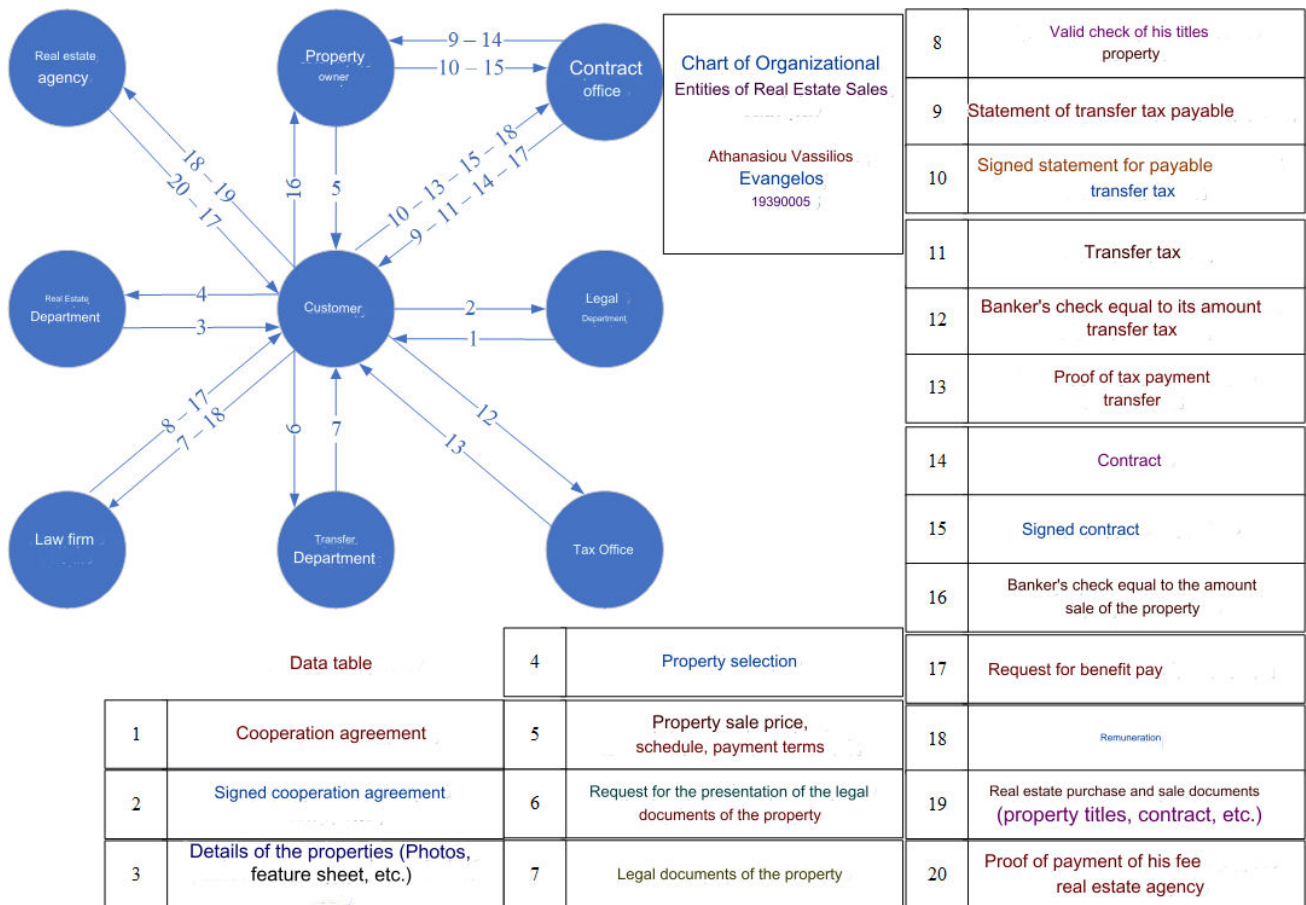 Real estate
agency
Property
owner
Contract
office
9 – 14
10 – 15
18 – 19
20 – 17
16
5
10 – 13 – 15 – 18
9 – 11 – 14 – 17
Real Estate
Department
4
3
Customer
2
1
Legal
Department
8 – 17
7 – 18
6
7
12
13
Law firm
Transfer
Department
Tax Office
Chart of Organizational
Entities of Real Estate Sales
Athanasiou Vassilios
Evangelos
19390005
Data table
1
Cooperation agreement
2
Signed cooperation agreement
3
Details of the properties (Photos,
feature sheet, etc.)
4
Property selection
5
Property sale price,
schedule, payment terms
6
Request for the presentation of the legal
documents of the property
7
Legal documents of the property
8
Valid check of his titles
property
9
Statement of transfer tax payable
10
Signed statement for payable
transfer tax
11
Transfer tax
12
Banker's check equal to its amount
transfer tax
13
Proof of tax payment
transfer
14
Contract
15
Signed contract
16
Banker's check equal to the amount
sale of the property
17
Request for benefit pay
18
Remuneration
19
Real estate purchase and sale documents
(property titles, contract, etc.)
20
Proof of payment of his fee
real estate agency